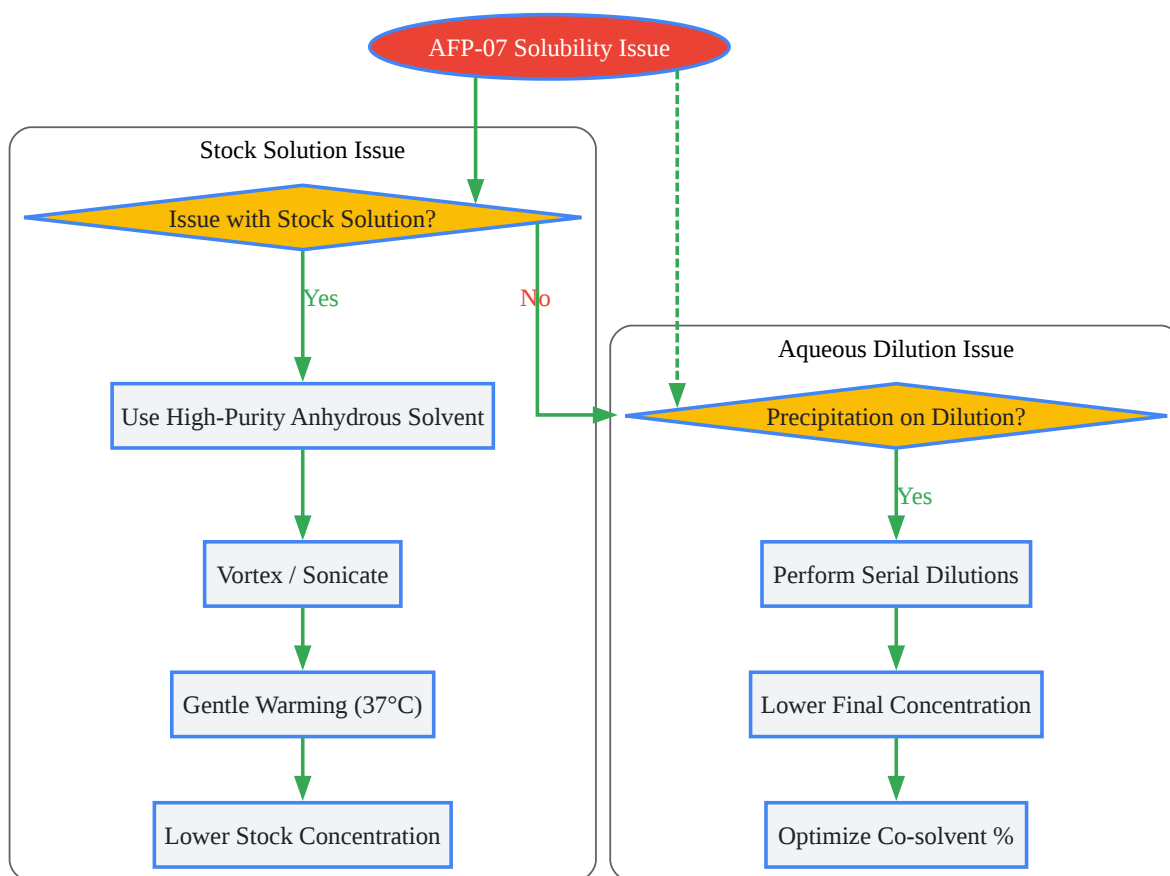 AFP-07 Solubility Issue
Stock Solution Issue
Issue with Stock Solution?
Yes
No
Use High-Purity Anhydrous Solvent
Vortex / Sonicate
Gentle Warming (37°C)
Lower Stock Concentration
Aqueous Dilution Issue
Precipitation on Dilution?
Yes
Perform Serial Dilutions
Lower Final Concentration
Optimize Co-solvent %